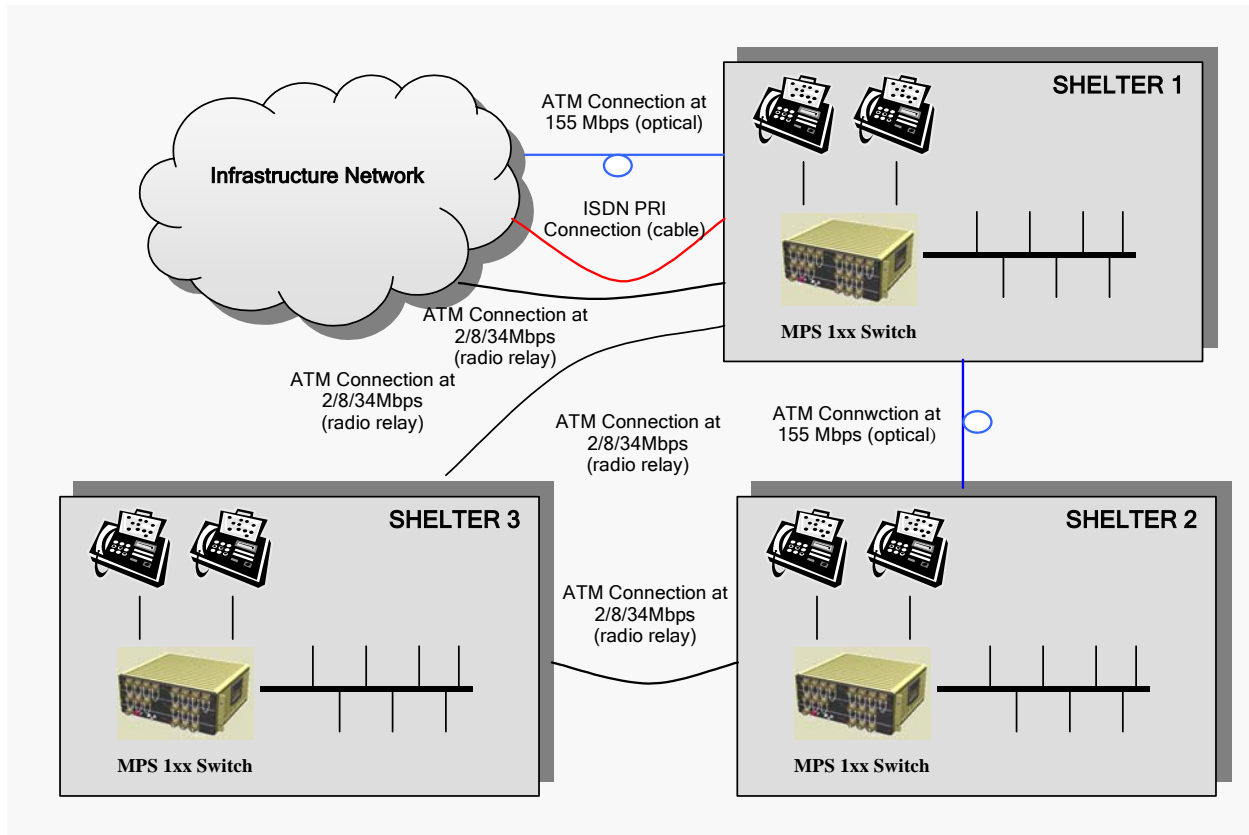 SHELTER 1
ATM Connection at
155 Mbps (optical)
Infrastructure Network
ISDN PRI
Connection (cable)
MPS 1xx Switch
ATM Connection at
2/8/34Mbps
(radio relay)
ATM Connection at
2/8/34Mbps
(radio relay)
ATM Connection at
2/8/34Mbps
(radio relay)
ATM Connwction at
155 Mbps (optical)
SHELTER 3
MPS 1xx Switch
ATM Connection at
2/8/34Mbps
(radio relay)
SHELTER 2
MPS 1xx Switch